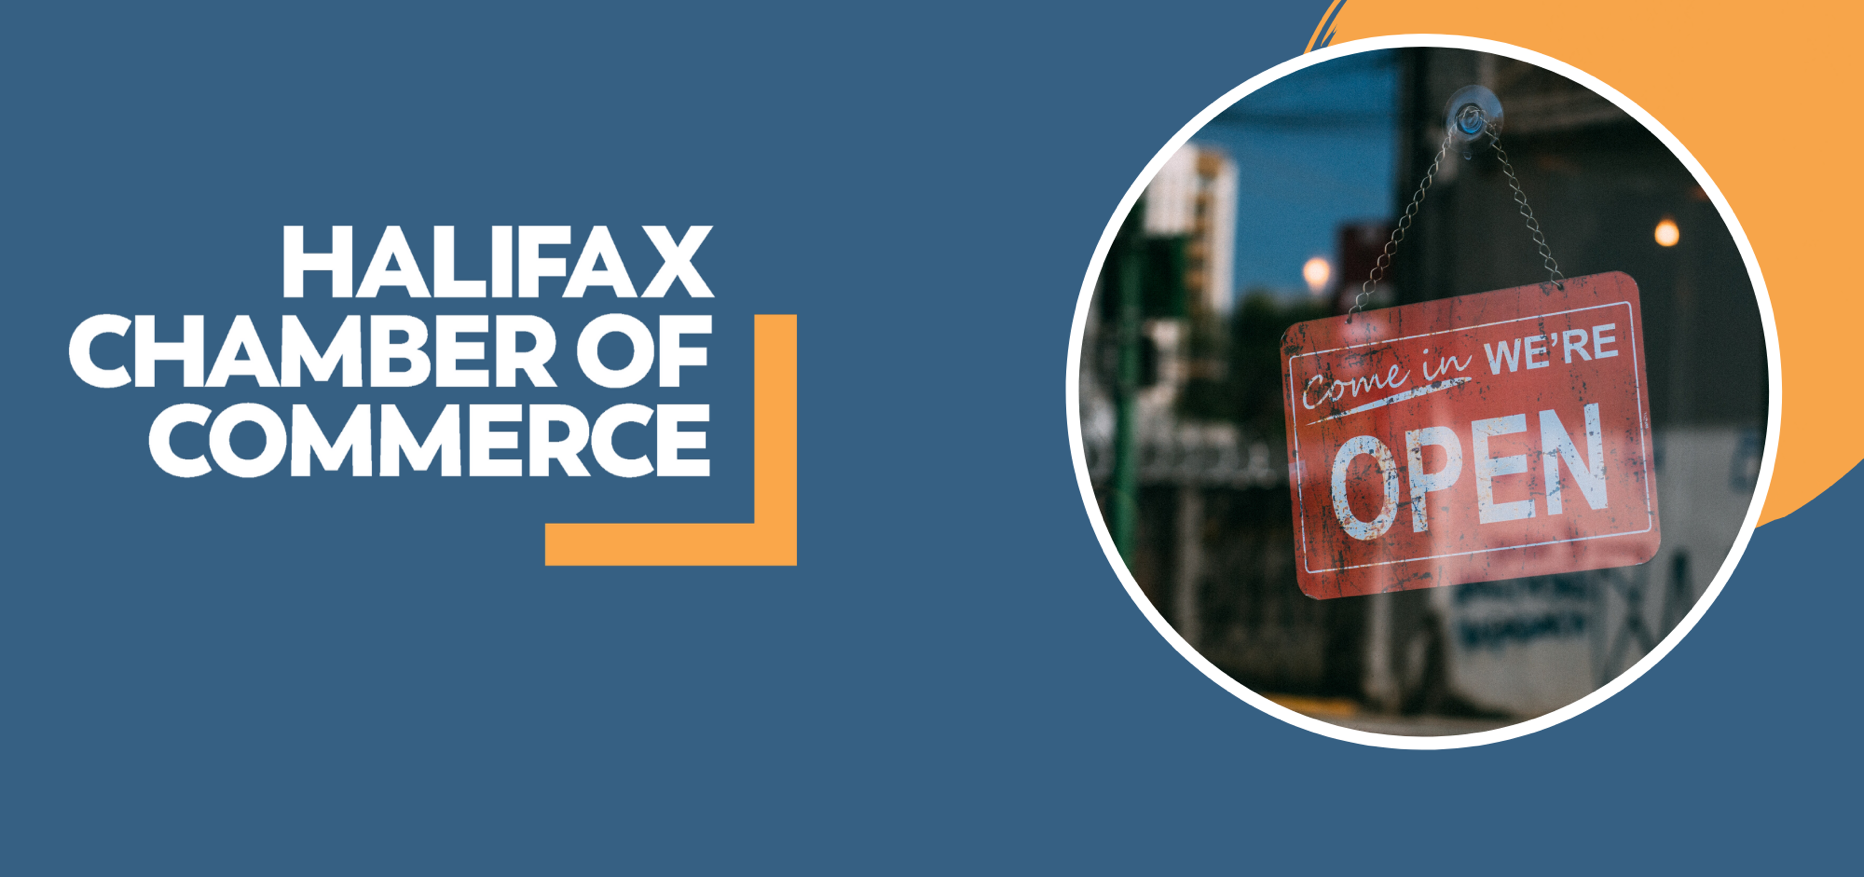 HALIFAX
CHAMBER OF
COMMERCE
Come in WE'RE
OPEN